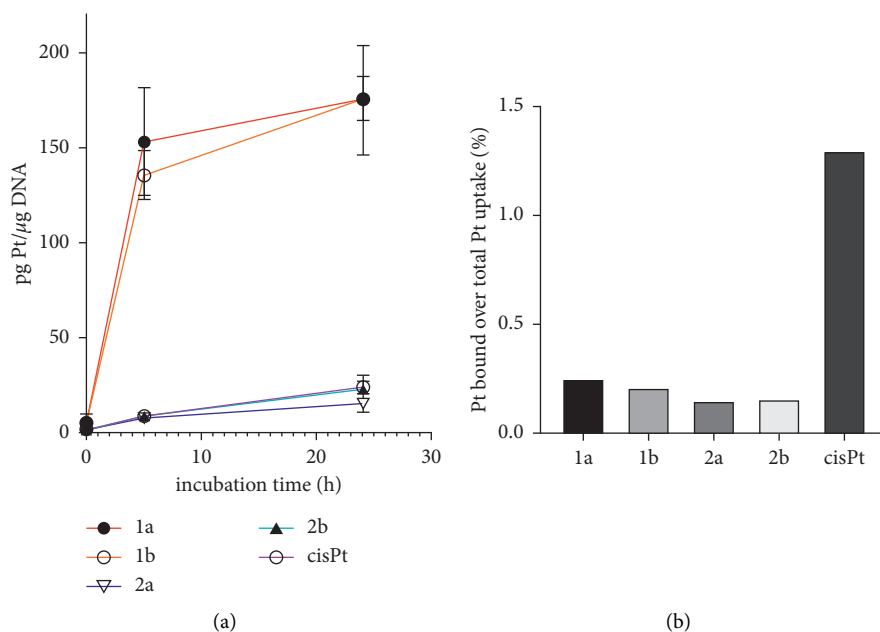 200
150
100
50
0
pg Pt/μg DNA
0 10 20 30
incubation time (h)
1a
1b
2a
2b
cisPt
(a)
1.5
1.0
0.5
0.0
Pt bound over total Pt uptake (%)
1a 1b 2a 2b cisPt
(b)